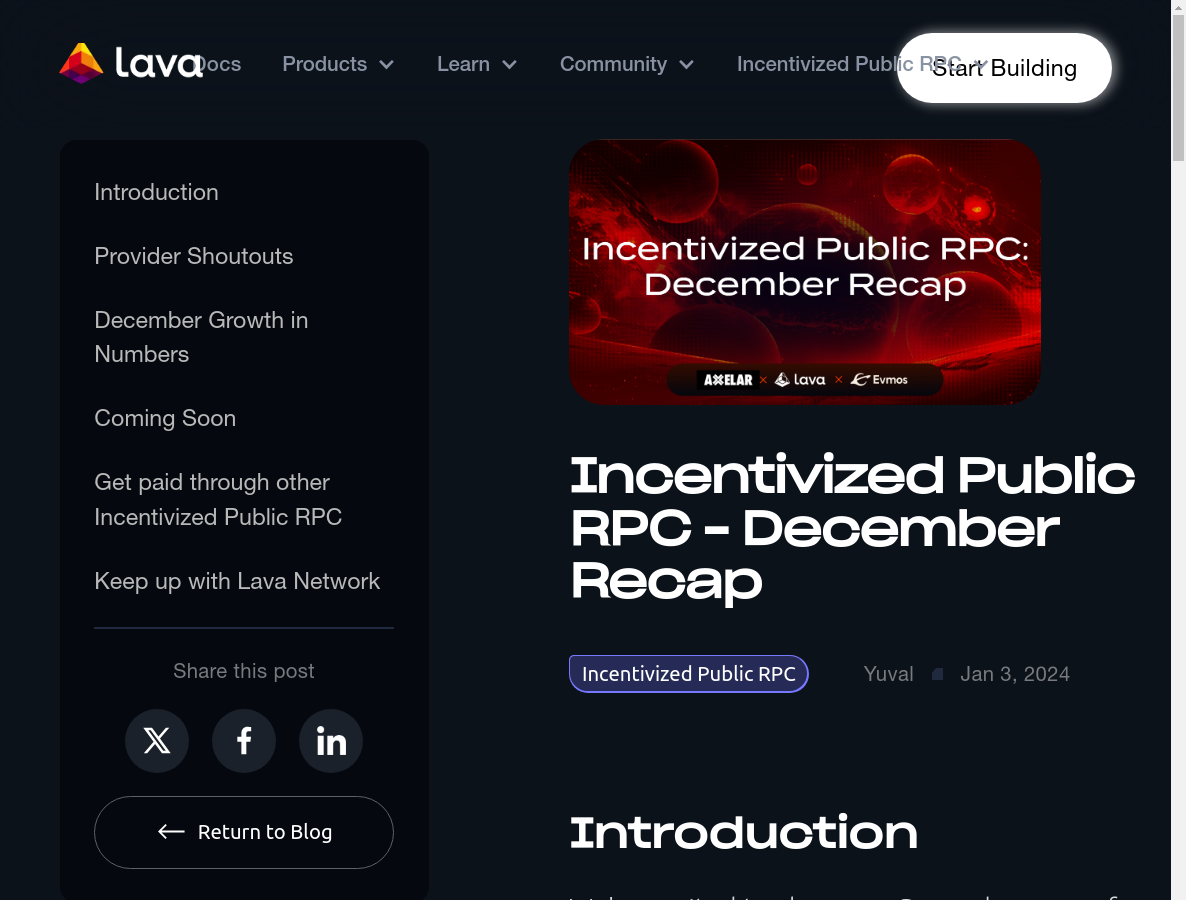 lava
Docs
Products
Learn
Community
Incentivized Public RPC
Start Building
Introduction
Provider Shoutouts
December Growth in
Numbers
Coming Soon
Get paid through other
Incentivized Public RPC
Keep up with Lava Network
Share this post
Return to Blog
Incentivized Public RPC:
December Recap
AXELAR × lava × Evmos
Incentivized Public
RPC - December
Recap
Incentivized Public RPC
Yuval
Jan 3, 2024
Introduction